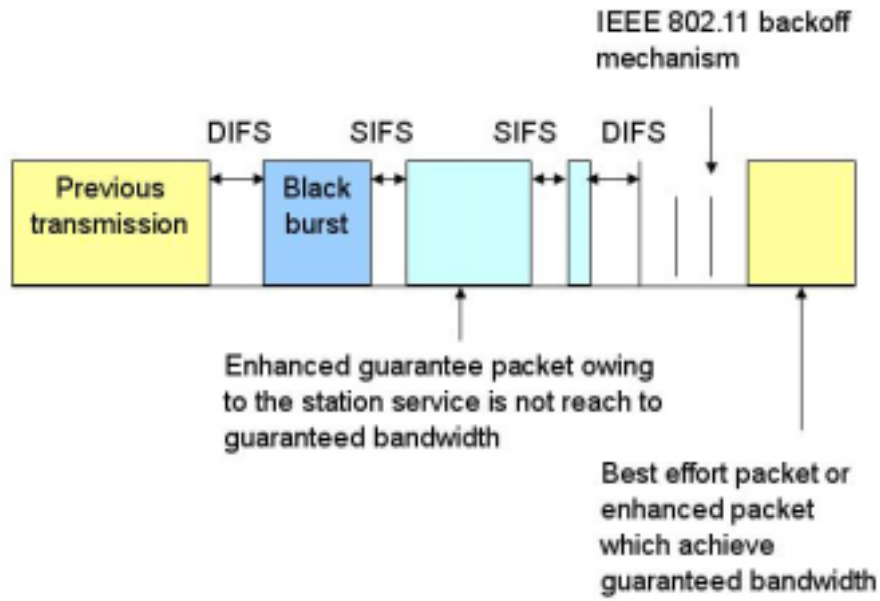 IEEE 802.11 backoff
mechanism
DIFS
SIFS
SIFS
DIFS
Previous
transmission
Black
burst
Enhanced guarantee packet owing
to the station service is not reach to
guaranteed bandwidth
Best effort packet or
enhanced packet
which achieve
guaranteed bandwidth